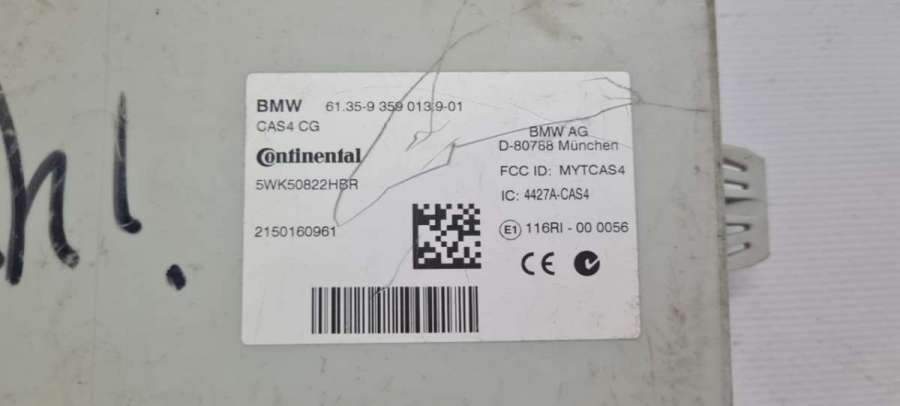 h!
BMW 61.35-9 359 013.9-01
CAS4 CG
Continental
5WK50822HBR
2150160961
BMW AG
D-80788 München
FCC ID: MYTCAS4
IC: 4427A-CAS4
E1 116RI - 00 0056
CE